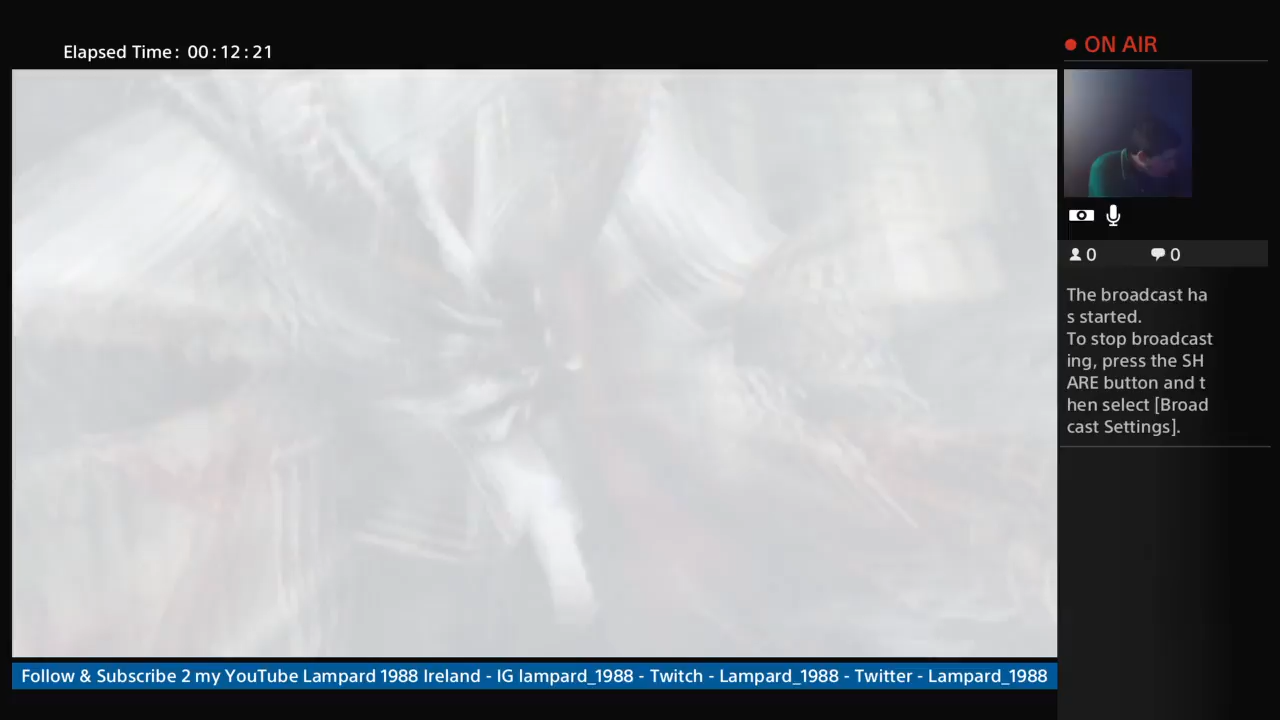 Elapsed Time: 00:12:21
ON AIR
0 0
The broadcast ha
s started.
To stop broadcast
ing, press the SH
ARE button and t
hen select [Broad
cast Settings].
Follow & Subscribe 2 my YouTube Lampard 1988 Ireland - IG lampard_1988 - Twitch - Lampard_1988 - Twitter - Lampard_1988